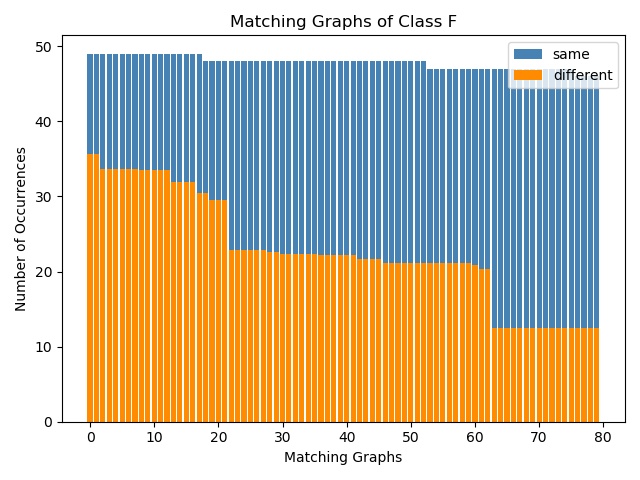 Matching Graphs of Class F
same
different
Number of Occurrences
50
40
30
20
10
0
0 10 20 30 40 50 60 70 80
Matching Graphs